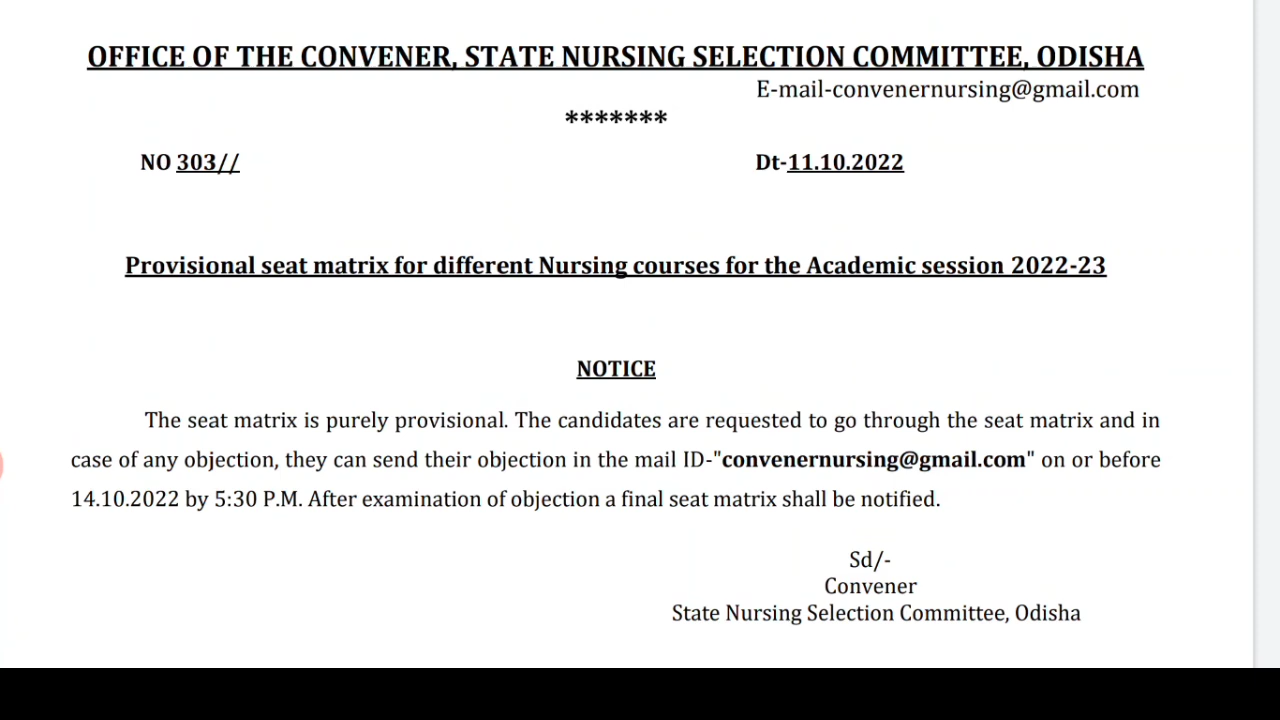 OFFICE OF THE CONVENER, STATE NURSING SELECTION COMMITTEE, ODISHA
E-mail-convenernursing@gmail.com
*******
NO 303// Dt-11.10.2022
Provisional seat matrix for different Nursing courses for the Academic session 2022-23
NOTICE
The seat matrix is purely provisional. The candidates are requested to go through the seat matrix and in
case of any objection, they can send their objection in the mail ID-"convenernursing@gmail.com" on or before
14.10.2022 by 5:30 P.M. After examination of objection a final seat matrix shall be notified.
Sd/-
Convener
State Nursing Selection Committee, Odisha